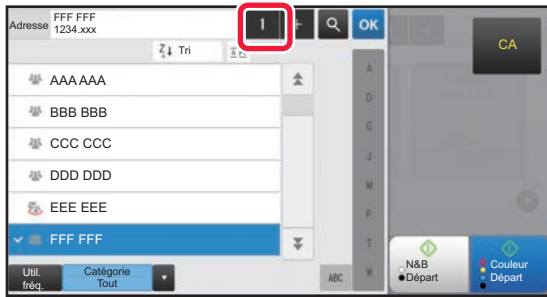 Adresse
FFF FFF
1234.xxx
1
+
OK
CA
Z
Tri
A
AAA AAA
BBB BBB
CCC CCC
DDD DDD
EEE EEE
FFF FFF
A
D
G
J
M
P
T
W
Util.
fréq.
Catégorie
Tout
ABC
N&B
Départ
Couleur
Départ